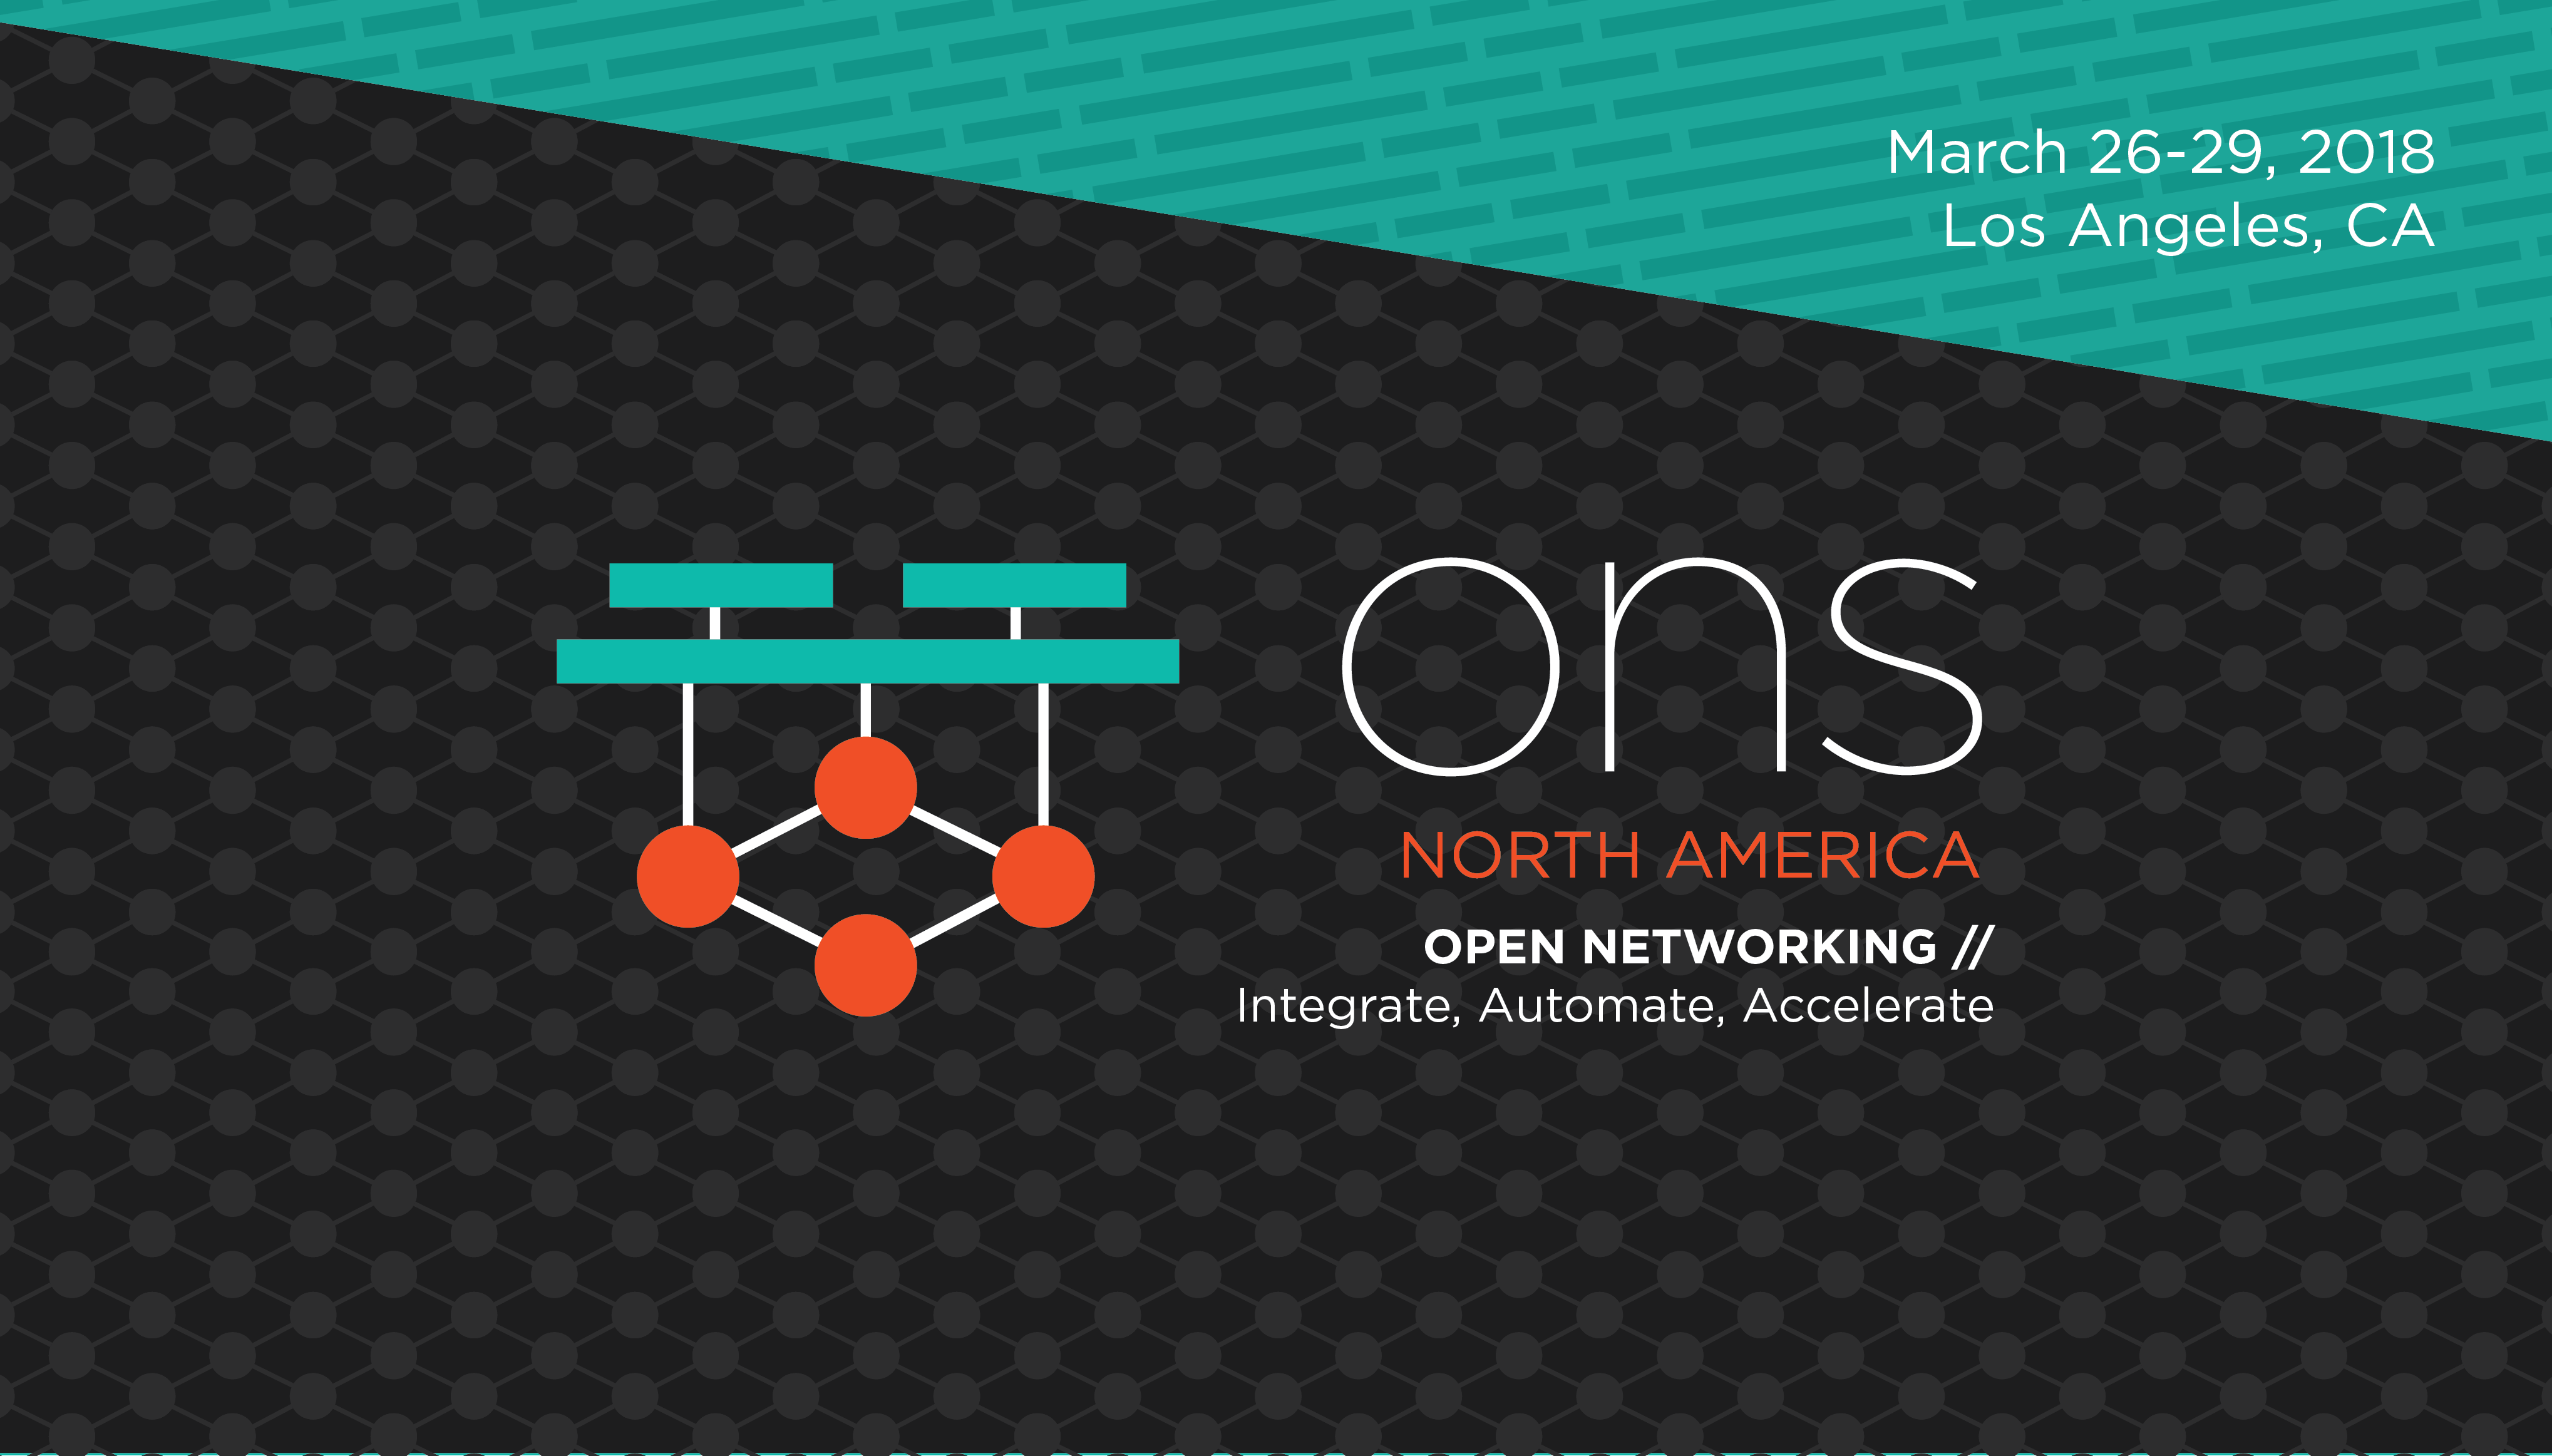 March 26-29, 2018
Los Angeles, CA
ons
NORTH AMERICA
OPEN NETWORKING //
Integrate, Automate, Accelerate